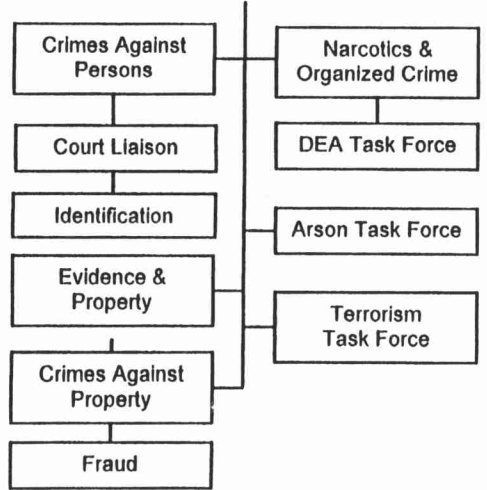 Crimes Against
Persons
Court Liaison
Identification
Evidence &
Property
Crimes Against
Property
Fraud
Narcotics &
Organized Crime
DEA Task Force
Arson Task Force
Terrorism
Task Force